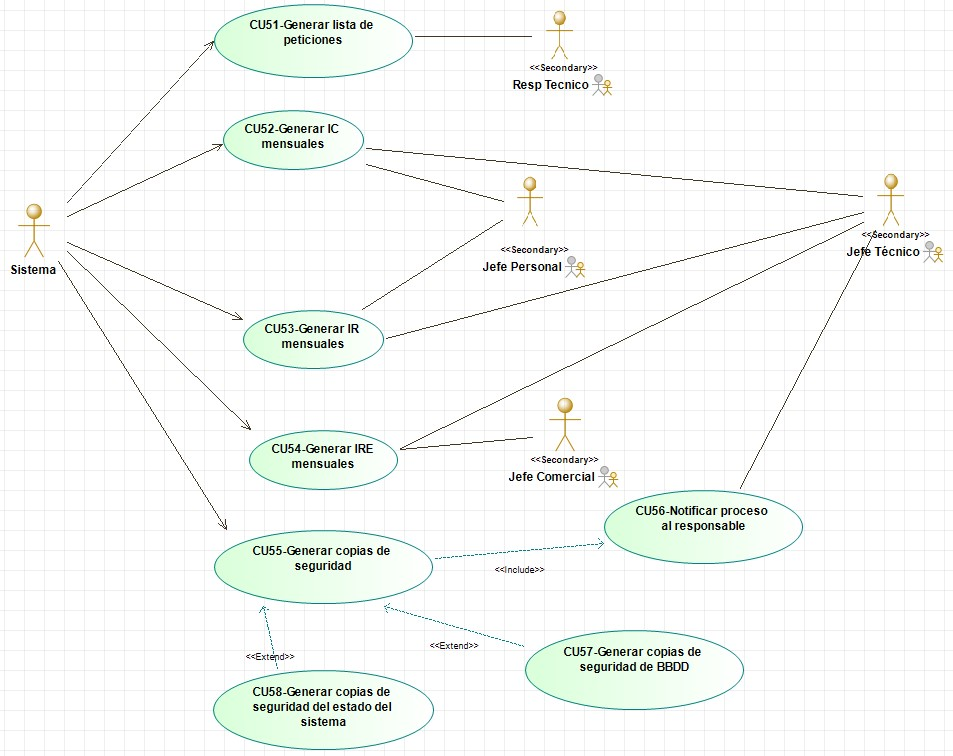 CU51-Generar lista de
peticiones
<<Secondary>>
Resp Tecnico
CU52-Generar IC
mensuales
<<Secondary>>
Jefe Técnico
<<Secondary>>
Jefe Personal
Sistema
CU53-Generar IR
mensuales
CU54-Generar IRE
mensuales
<<Secondary>>
Jefe Comercial
CU56-Notificar proceso
al responsable
CU55-Generar copias de
seguridad
<<Include>>
<<Extend>>
<<Extend>>
CU57-Generar copias de
seguridad de BBDD
CU58-Generar copias de
seguridad del estado del
sistema